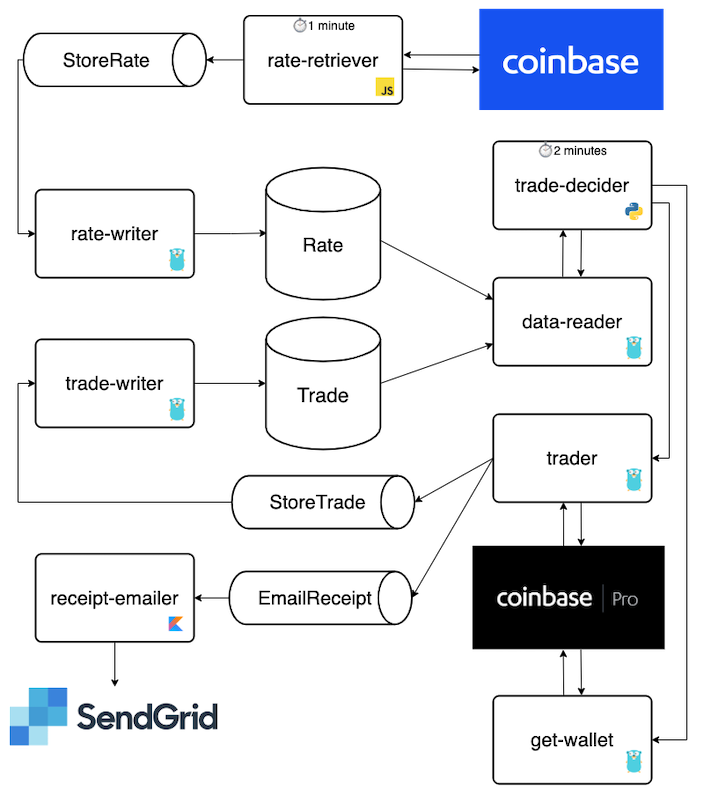 1 minute
StoreRate
rate-retriever
JS
coinbase
2 minutes
trade-decider
rate-writer
Rate
data-reader
trade-writer
Trade
trader
StoreTrade
receipt-emailer
EmailReceipt
coinbase | Pro
SendGrid
get-wallet